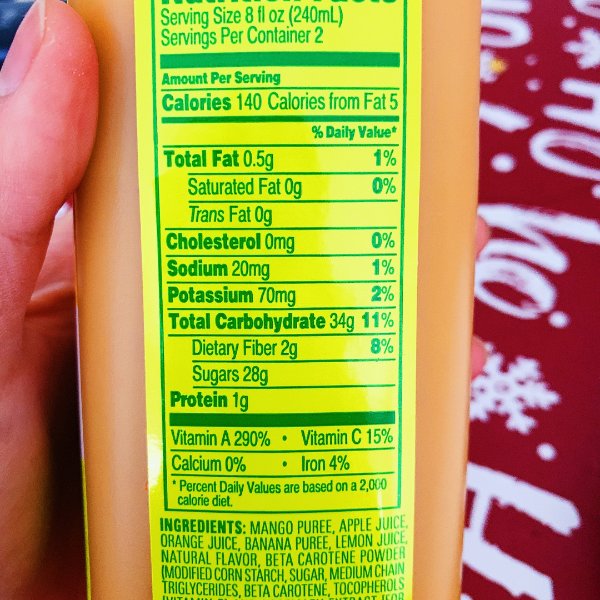 Nutrition Facts
Serving Size 8 fl oz (240mL)
Servings Per Container 2
Amount Per Serving
Calories 140 Calories from Fat 5
% Daily Value*
Total Fat 0.5g 1%
Saturated Fat 0g 0%
Trans Fat 0g
Cholesterol 0mg 0%
Sodium 20mg 1%
Potassium 70mg 2%
Total Carbohydrate 34g 11%
Dietary Fiber 2g 8%
Sugars 28g
Protein 1g
Vitamin A 290% • Vitamin C 15%
Calcium 0% • Iron 4%
* Percent Daily Values are based on a 2,000
calorie diet.
INGREDIENTS: MANGO PUREE, APPLE JUICE,
ORANGE JUICE, BANANA PUREE, LEMON JUICE,
NATURAL FLAVOR, BETA CAROTENE POWDER
(MODIFIED CORN STARCH, SUGAR, MEDIUM CHAIN
TRIGLYCERIDES, BETA CAROTENE, TOCOPHEROLS